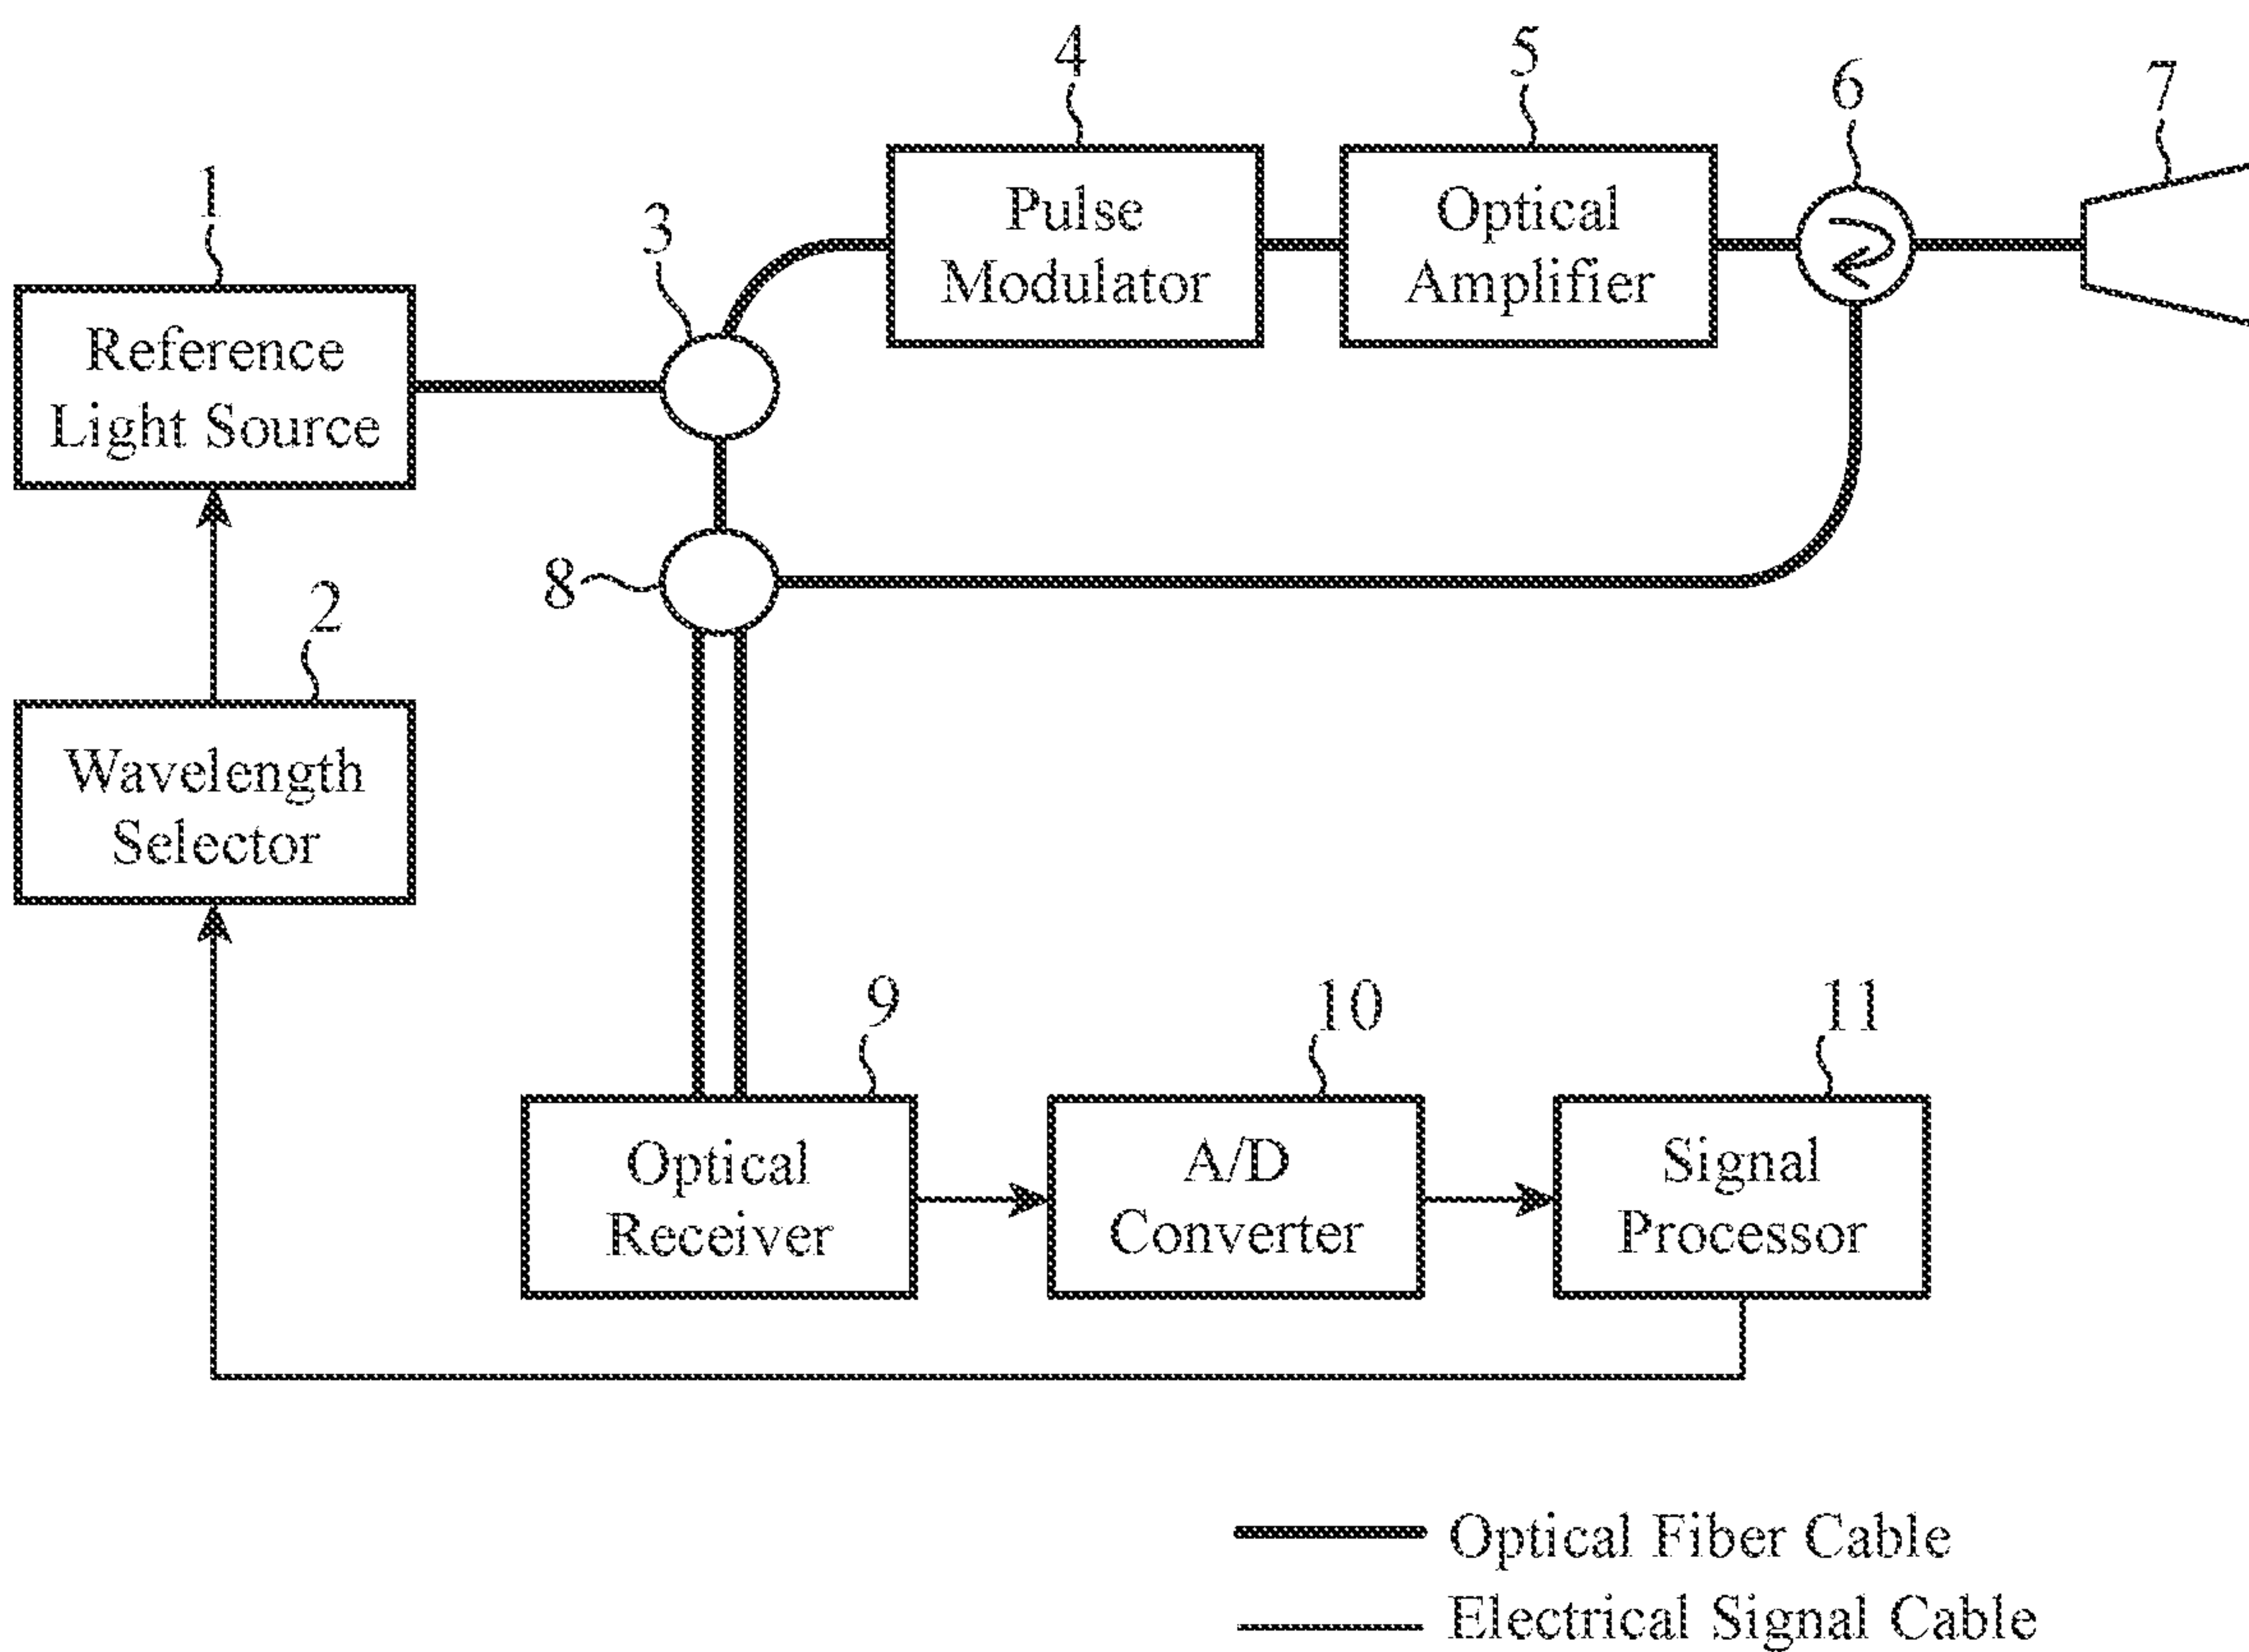 4
5
6
7
1
3
Pulse
Modulator
Optical
Amplifier
Reference
Light Source
8
2
Wavelength
Selector
9
10
11
Optical
Receiver
A/D
Converter
Signal
Processor
Optical Fiber Cable
Electrical Signal Cable